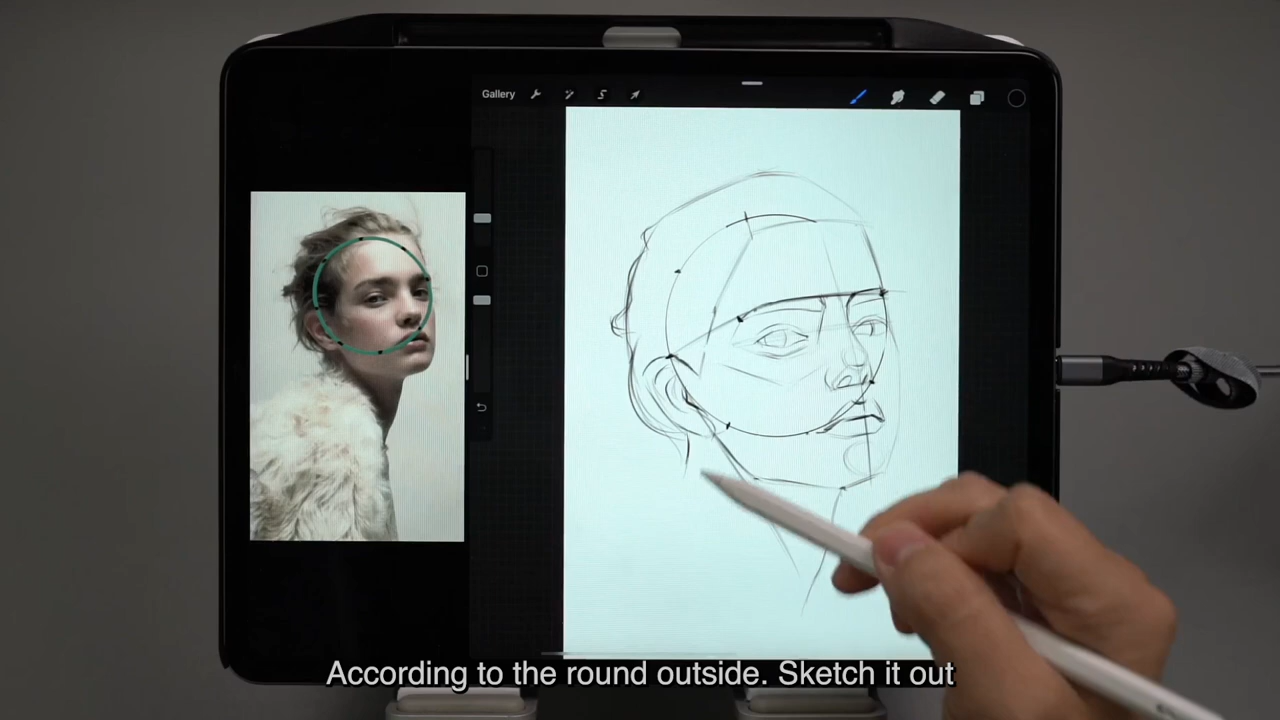 Gallery
According to the round outside. Sketch it out